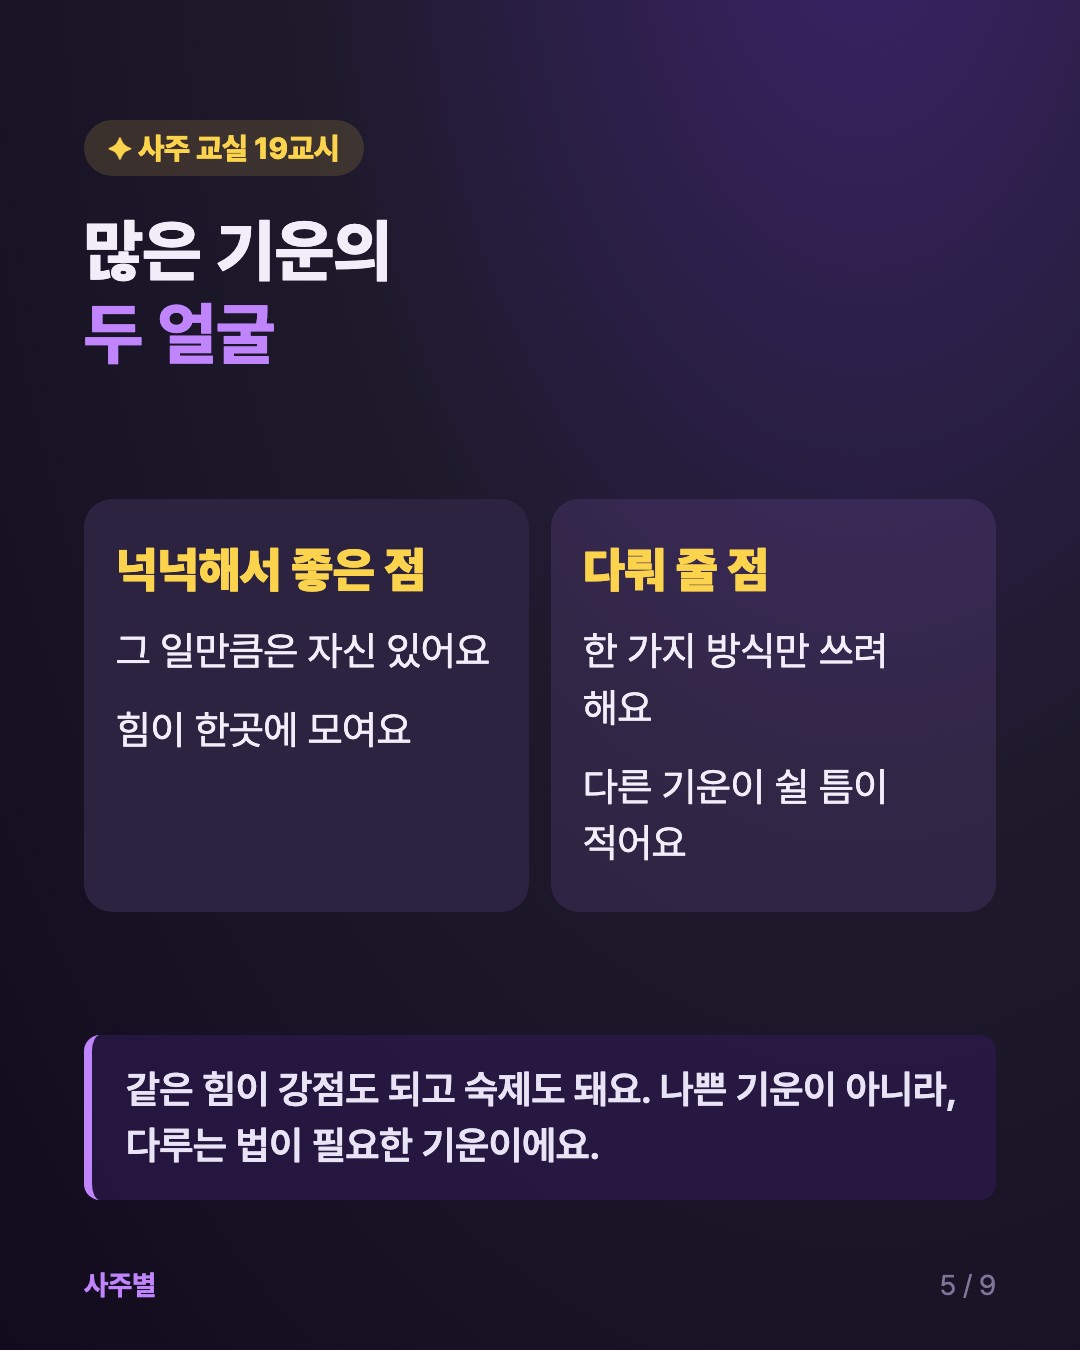 ✦ 사주 교실 19교시
많은 기운의
두 얼굴
넉넉해서 좋은 점
그 일만큼은 자신 있어요
힘이 한곳에 모여요
다뤄 줄 점
한 가지 방식만 쓰려
해요
다른 기운이 쉴 틈이
적어요
같은 힘이 강점도 되고 숙제도 돼요. 나쁜 기운이 아니라,
다루는 법이 필요한 기운이에요.
사주별
5 / 9